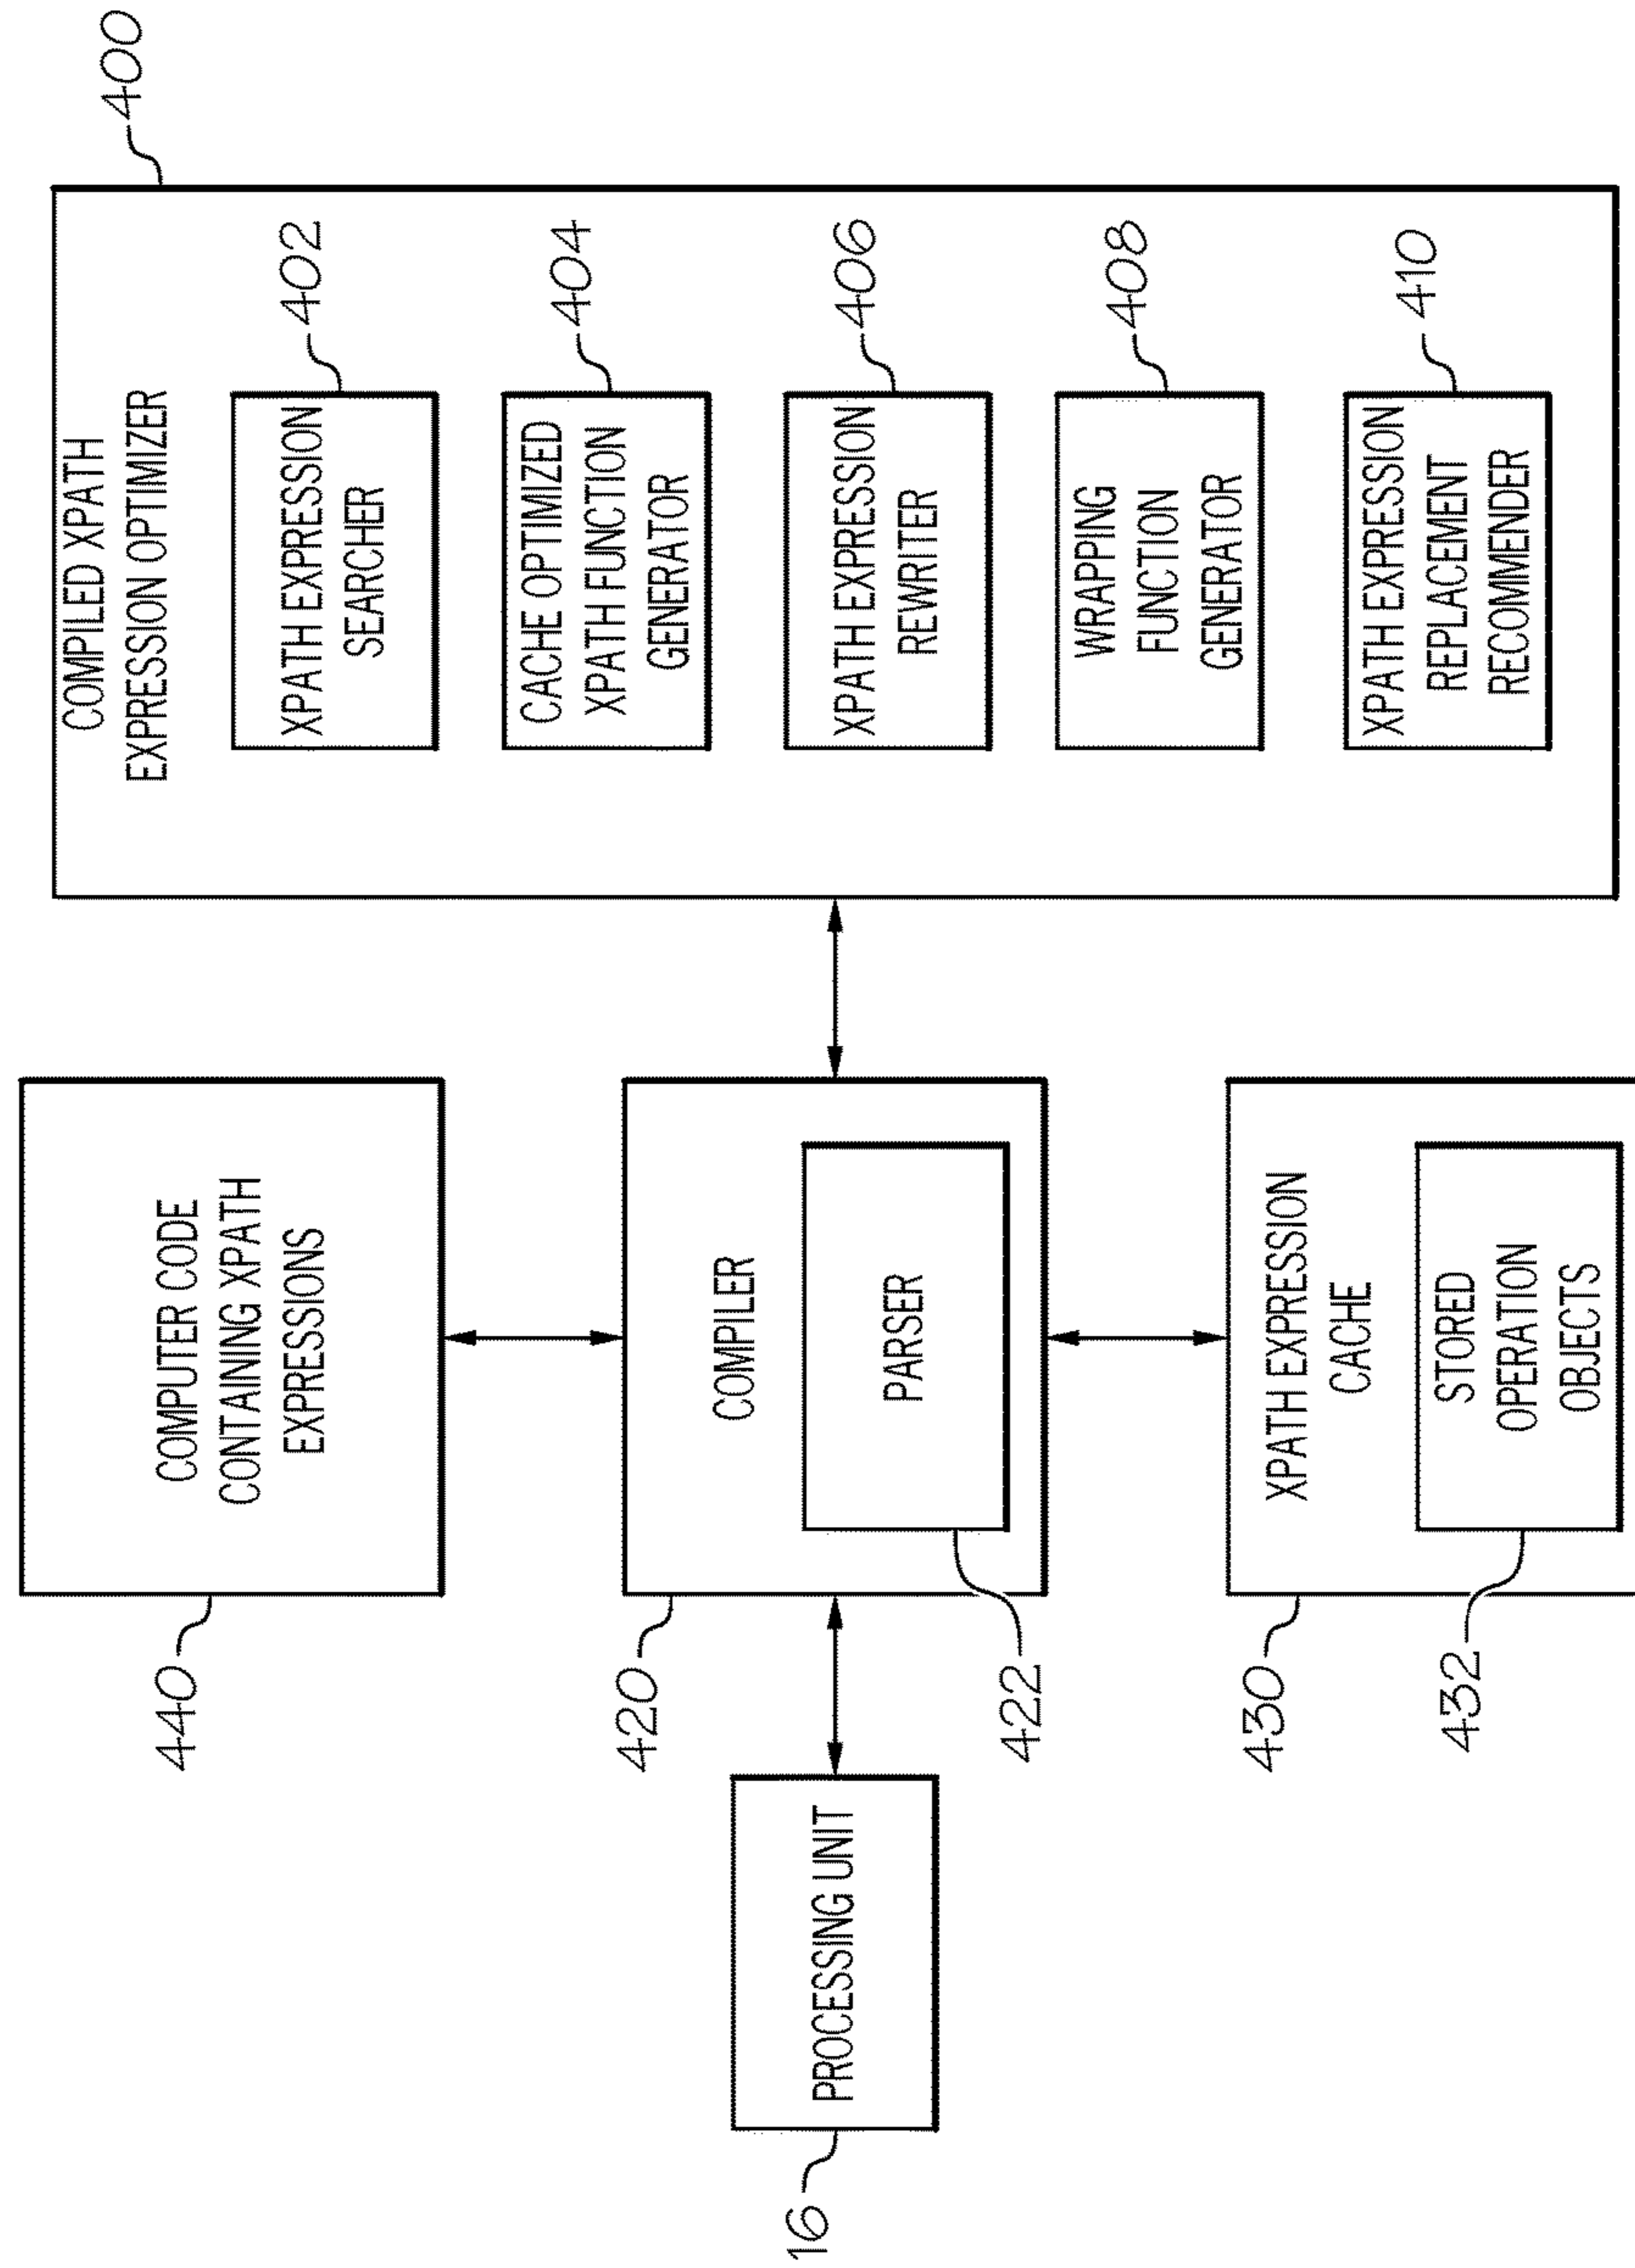 COMPUTER CODE
CONTAINING XPATH
EXPRESSIONS
440
PROCESSING UNIT
16
COMPILER
PARSER
420
422
XPATH EXPRESSION
CACHE
STORED
OPERATION
OBJECTS
430
432
COMPILED XPATH
EXPRESSION OPTIMIZER
400
XPATH EXPRESSION
SEARCHER
402
CACHE OPTIMIZED
XPATH FUNCTION
GENERATOR
404
XPATH EXPRESSION
REWRITER
406
WRAPPING
FUNCTION
GENERATOR
408
XPATH EXPRESSION
REPLACEMENT
RECOMMENDER
410